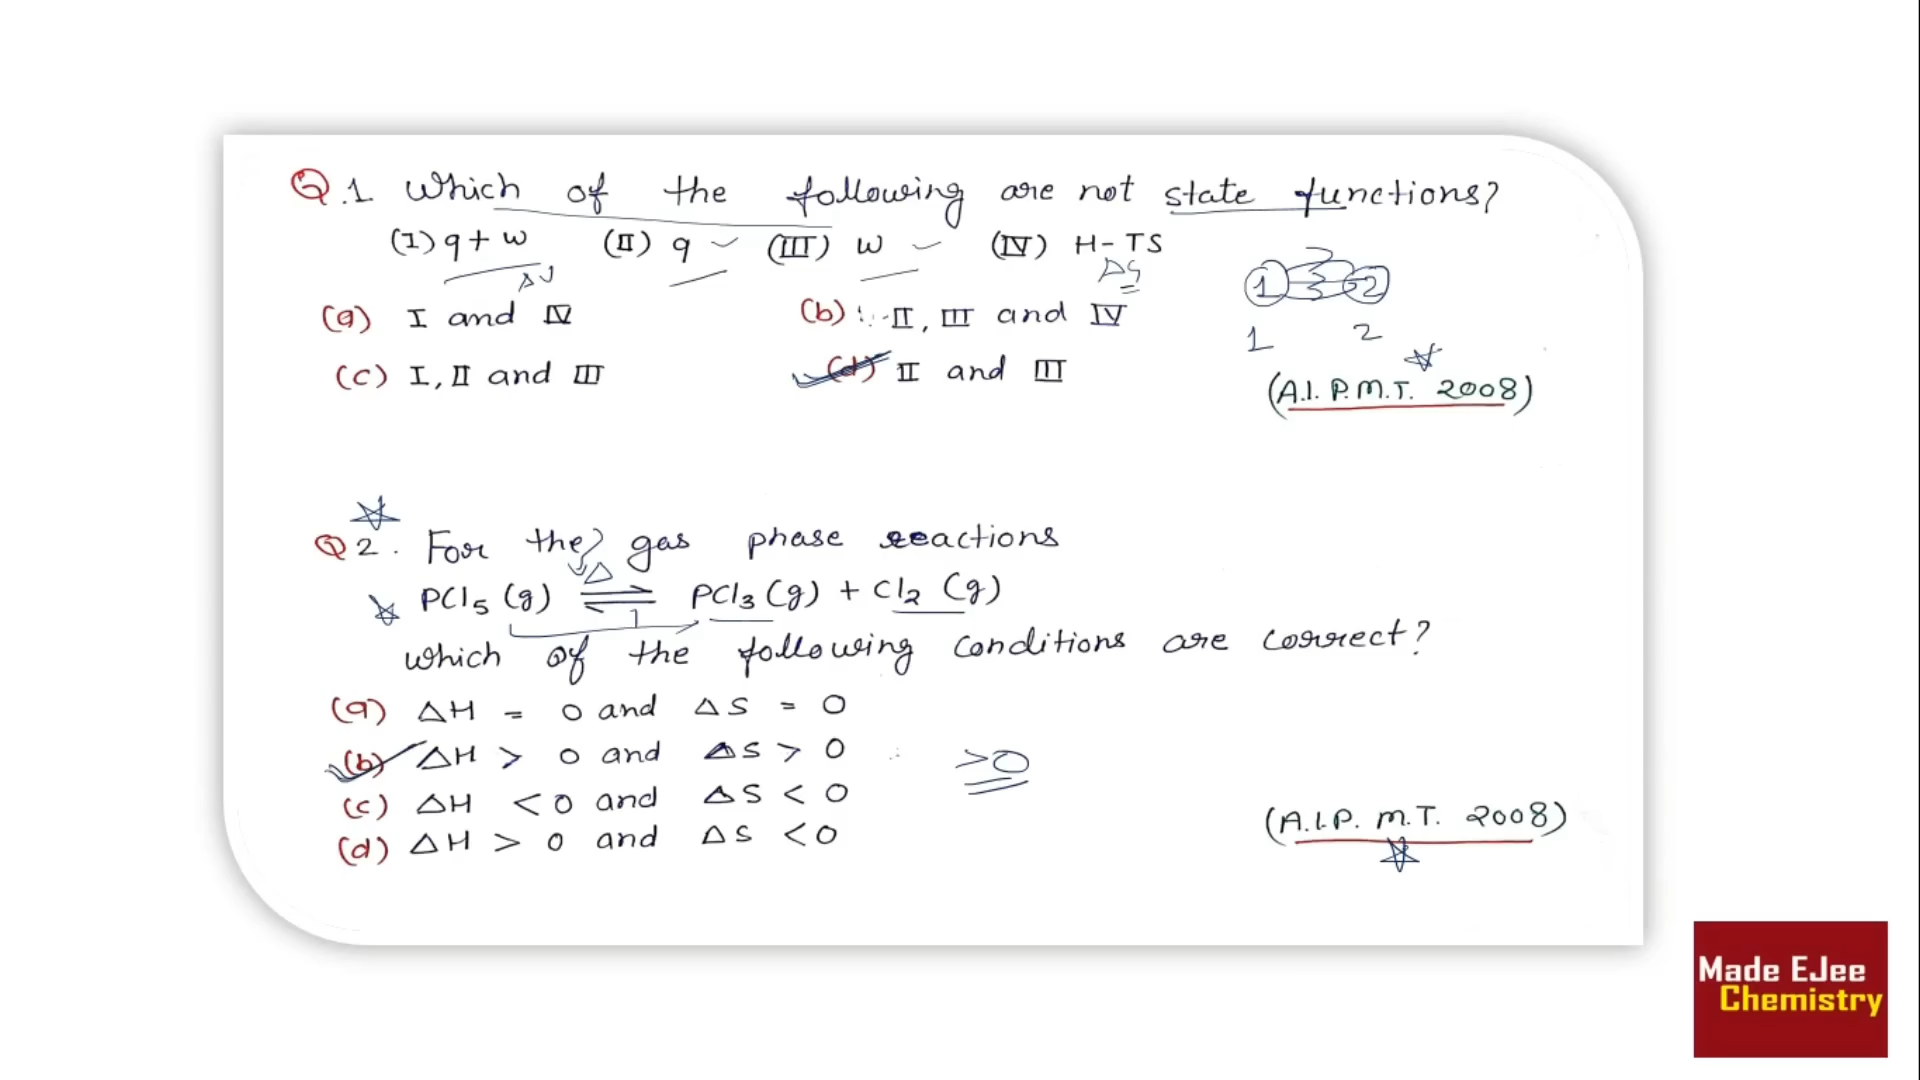 Q.1 Which of the following are not state functions?
(I) q + w (II) q (III) w (IV) H - TS
ΔU
(a) I and IV (b) II, III and IV
1 2
1 2
(c) I, II and III (d) II and III
(A.I.P.M.T. 2008)
Q2. For the gas phase reactions
Δ
PCl5 (g) ⇌ PCl3 (g) + Cl2 (g)
which of the following conditions are correct?
(a) ΔH = 0 and ΔS = 0
(b) ΔH > 0 and ΔS > 0 >0
(c) ΔH < 0 and ΔS < 0
(d) ΔH > 0 and ΔS < 0
(A.I.P.M.T. 2008)
Made EJee
Chemistry